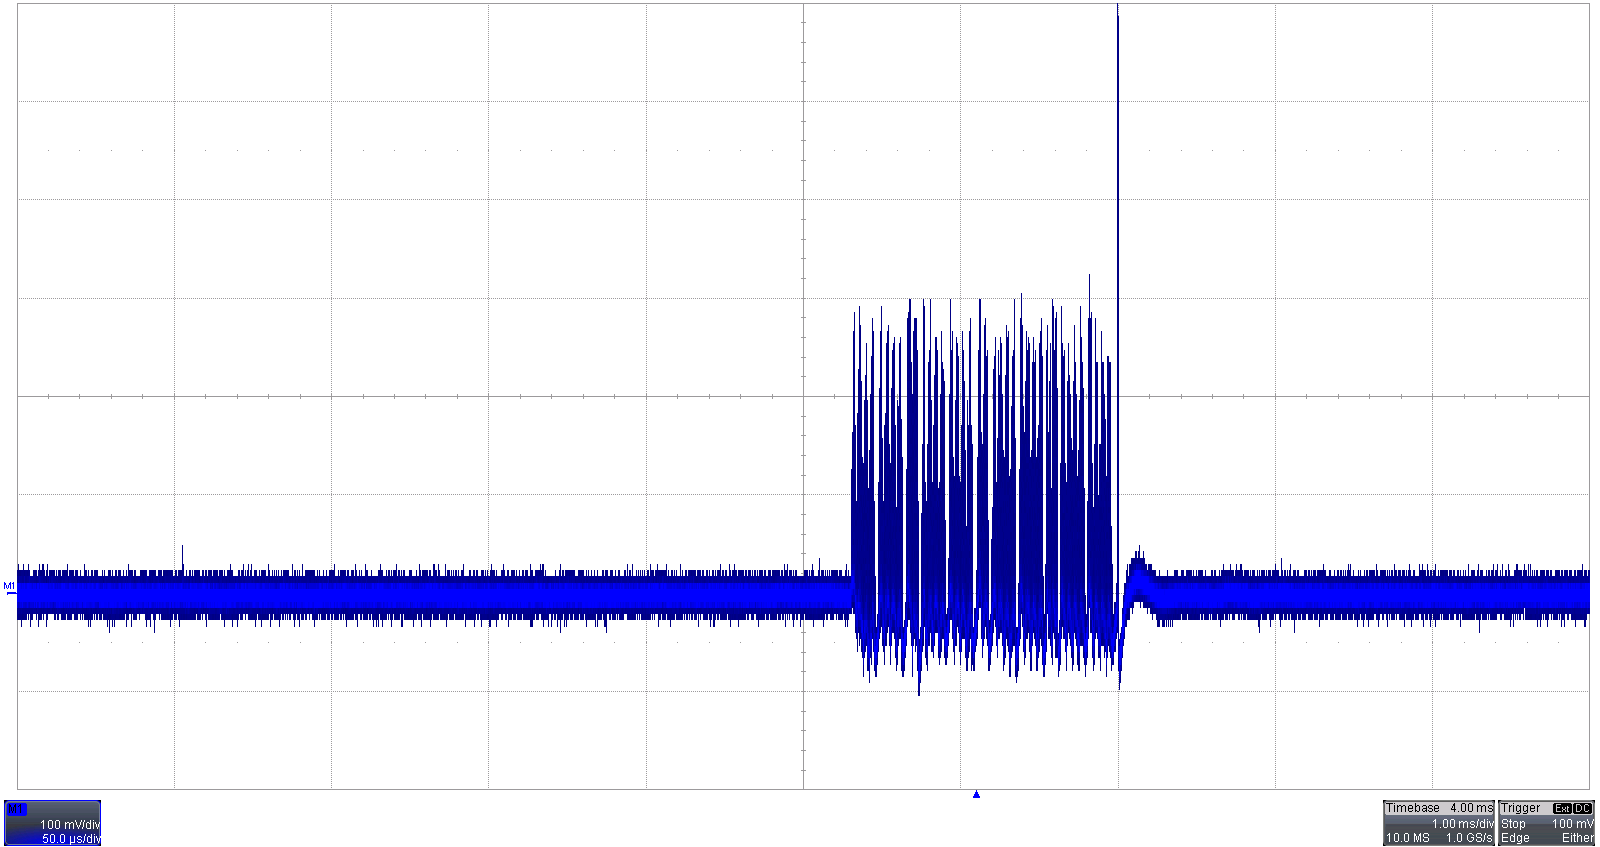 M1
M1
100 mV/div
50.0 µs/div
Timebase 4.00 ms
1.00 ms/div
10.0 MS 1.0 GS/s
Trigger Ext DC
Stop 100 mV
Edge Either